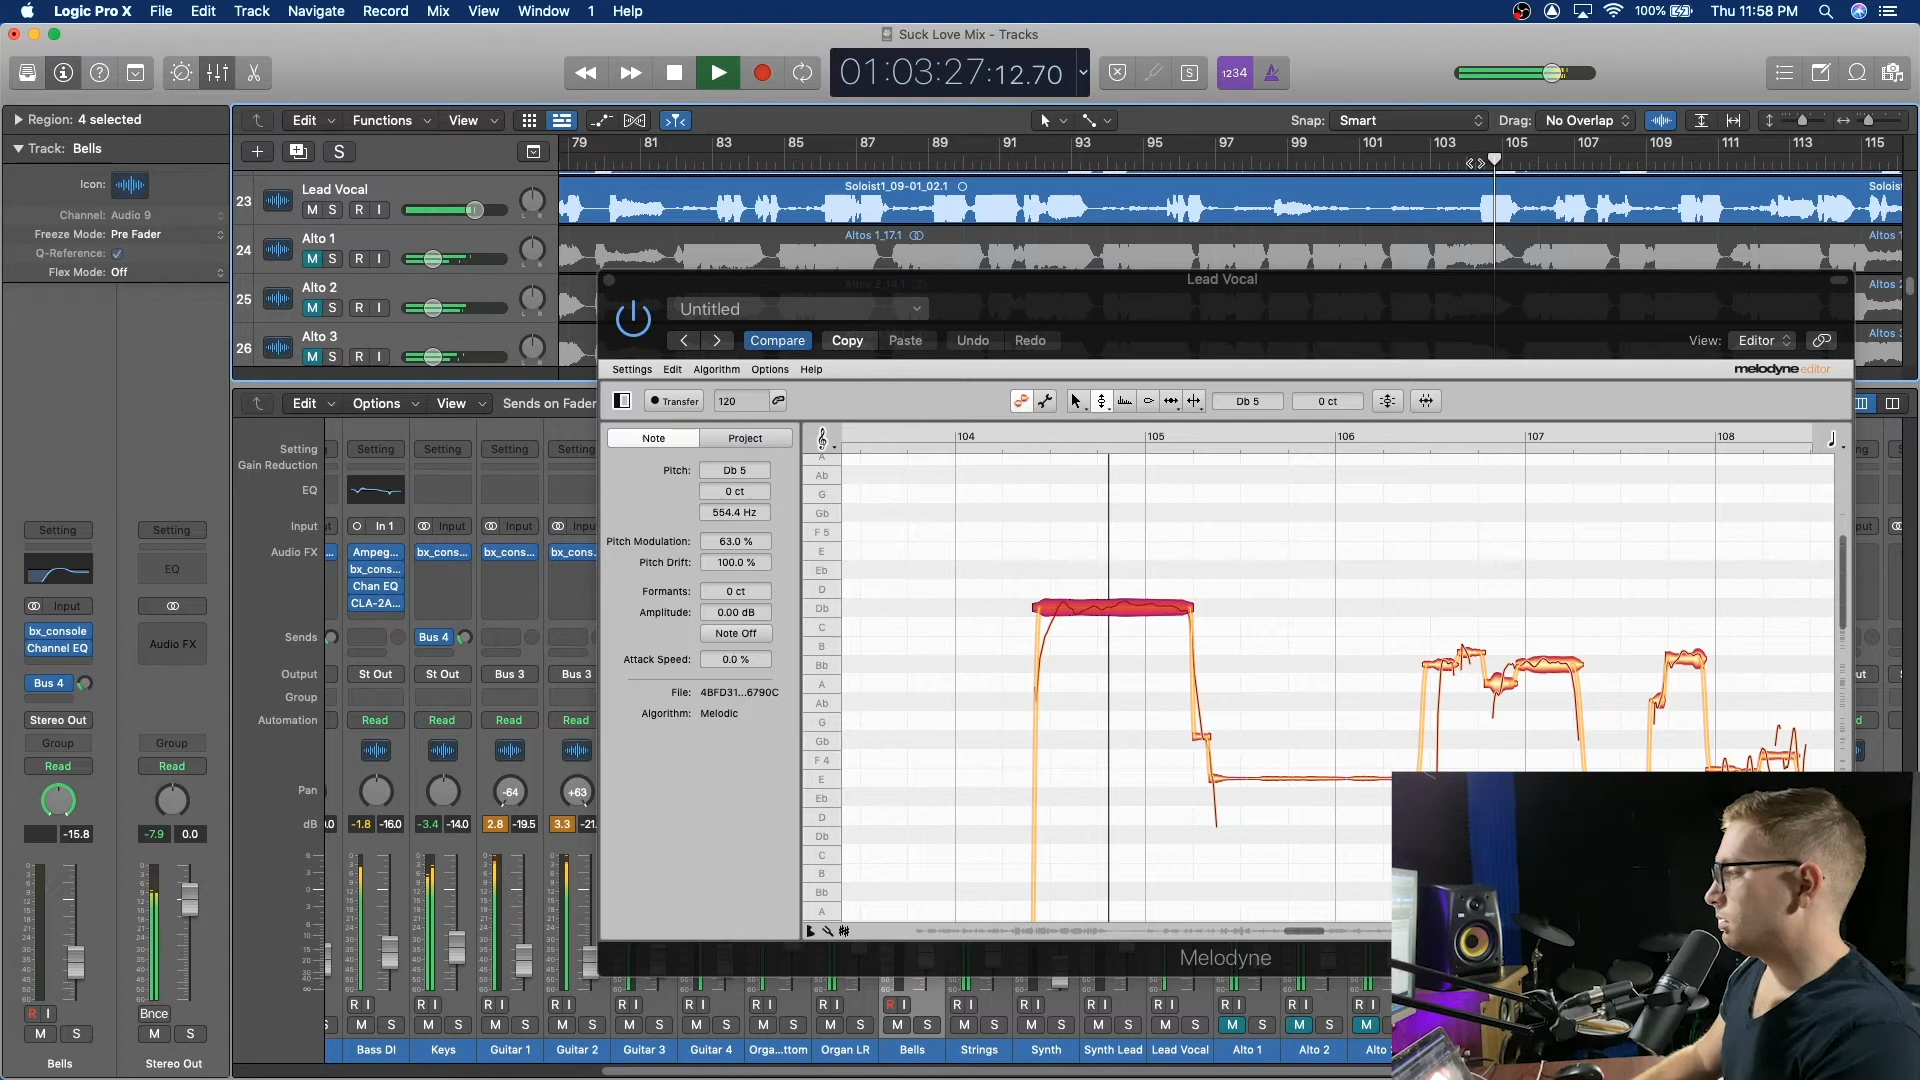 Logic Pro X File Edit Track Navigate Record Mix View Window 1 Help
100% Thu 11:58 PM
Suck Love Mix - Tracks
01:03:27:12.70
1234
Region: 4 selected
Track: Bells
Icon:
Channel: Audio 9
Freeze Mode: Pre Fader
Q-Reference:
Flex Mode: Off
Edit Functions View
Snap: Smart
Drag: No Overlap
S
79 81 83 85 87 89 91 93 95 97 99 101 103 105 107 109 111 113 115
23 Lead Vocal
M S R I
L R
Soloist1_09-01_02.1
Solois
24 Alto 1
M S R I
L R
Altos 1_17.1
Altos 1
25 Alto 2
M S R I
L R
Altos 2
26 Alto 3
M S R I
L R
Altos 3
Lead Vocal
Untitled
Compare Copy Paste Undo Redo
View: Editor
Settings Edit Algorithm Options Help
melodyne editor
Transfer 120
Db 5 0 ct
Note Project
Pitch: Db 5
0 ct
554.4 Hz
Pitch Modulation: 63.0 %
Pitch Drift: 100.0 %
Formants: 0 ct
Amplitude: 0.00 dB
Note Off
Attack Speed: 0.0 %
File: 4BFD31...6790C
Algorithm: Melodic
104 105 106 107 108
A
Ab
G
Gb
F 5
E
Eb
D
Db
C
B
Bb
A
Ab
G
Gb
F 4
E
Eb
D
Db
C
B
Bb
A
Melodyne
Edit Options View Sends on Fader
Setting Setting Setting Setting Setting
Gain Reduction
EQ
Input In 1 Input Input Inpu
Audio FX Ampeg... bx_cons... bx_cons... bx_con
bx_cons...
Chan EQ
CLA-2A...
Sends Bus 4
Output St Out St Out Bus 3 Bus 3
Group
Automation Read Read Read Read
Pan -64 +63
dB 0.0 -1.8 -16.0 -3.4 -14.0 2.8 -19.5 3.3 -21.
Setting Setting
EQ
Input
bx_console
Channel EQ
Audio FX
Bus 4
Stereo Out
Group Group
Read Read
-15.8 -7.9 0.0
R I Bnce
M S M S
Bells Stereo Out
R I R I R I R I R I R I R I R I R I R I R I R I R I R I R I
M S M S M S M S M S M S M S M S M S M S M S M S M S M S M S M
Bass DI Keys Guitar 1 Guitar 2 Guitar 3 Guitar 4 Orga...ttom Organ LR Bells Strings Synth Synth Lead Lead Vocal Alto 1 Alto 2 Alto